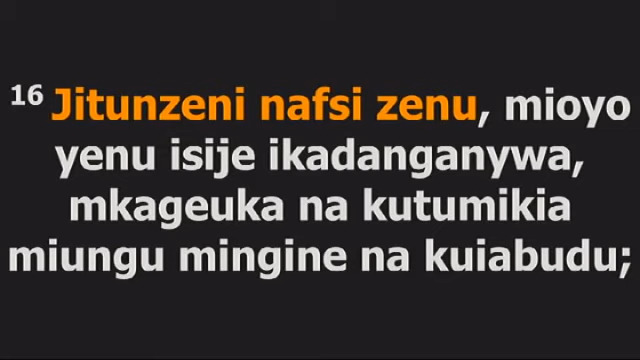 16 Jitunzeni nafsi zenu, mioyo
yenu isije ikadanganywa,
mkageuka na kutumikia
miungu mingine na kuiabudu;